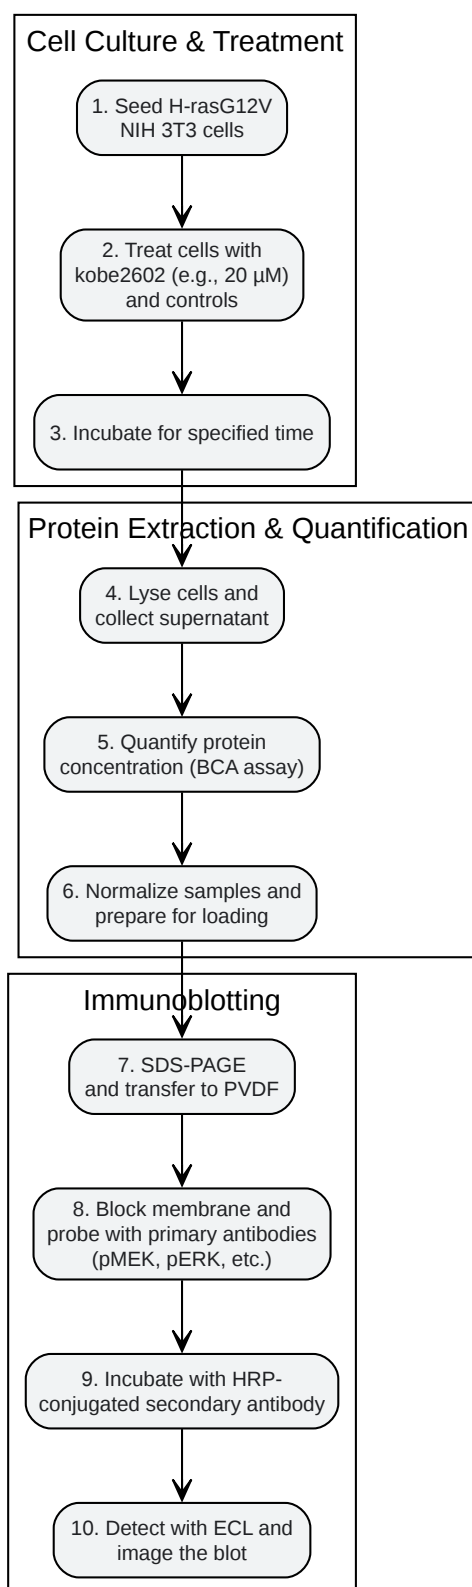 Cell Culture & Treatment
1. Seed H-rasG12V
NIH 3T3 cells
2. Treat cells with
kobe2602 (e.g., 20 µM)
and controls
3. Incubate for specified time
Protein Extraction & Quantification
4. Lyse cells and
collect supernatant
5. Quantify protein
concentration (BCA assay)
6. Normalize samples and
prepare for loading
Immunoblotting
7. SDS-PAGE
and transfer to PVDF
8. Block membrane and
probe with primary antibodies
(pMEK, pERK, etc.)
9. Incubate with HRP-
conjugated secondary antibody
10. Detect with ECL and
image the blot